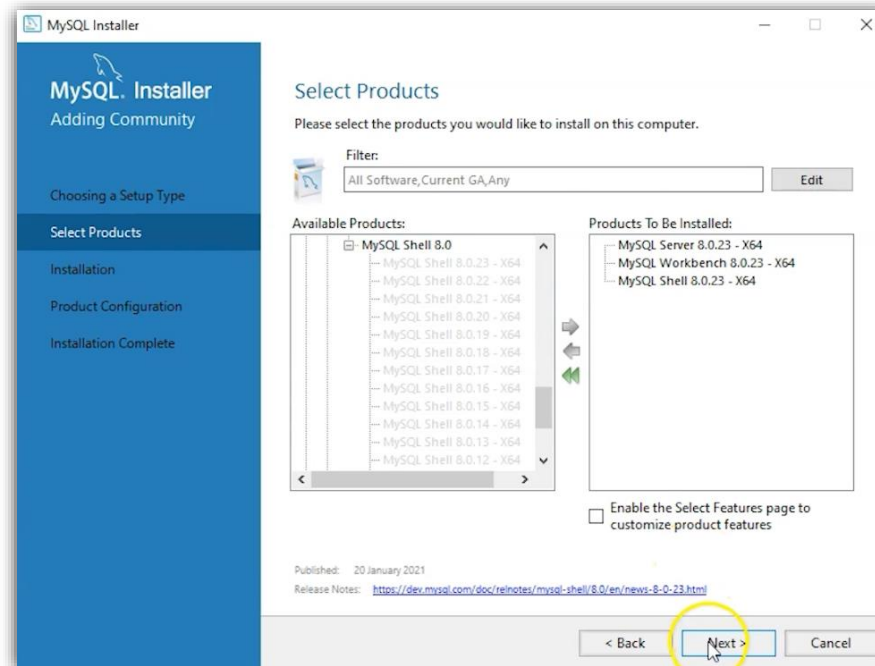 MySQL Installer
MySQL. Installer
Adding Community
Choosing a Setup Type
Select Products
Installation
Product Configuration
Installation Complete
Select Products
Please select the products you would like to install on this computer.
Filter:
All Software,Current GA,Any
Edit
Available Products:
MySQL Shell 8.0
MySQL Shell 8.0.23 - X64
MySQL Shell 8.0.22 - X64
MySQL Shell 8.0.21 - X64
MySQL Shell 8.0.20 - X64
MySQL Shell 8.0.19 - X64
MySQL Shell 8.0.18 - X64
MySQL Shell 8.0.17 - X64
MySQL Shell 8.0.16 - X64
MySQL Shell 8.0.15 - X64
MySQL Shell 8.0.14 - X64
MySQL Shell 8.0.13 - X64
MySQL Shell 8.0.12 - X64
Products To Be Installed:
MySQL Server 8.0.23 - X64
MySQL Workbench 8.0.23 - X64
MySQL Shell 8.0.23 - X64
Enable the Select Features page to
customize product features
Published: 20 January 2021
Release Notes: https://dev.mysql.com/doc/relnotes/mysql-shell/8.0/en/news-8-0-23.html
< Back
Next >
Cancel